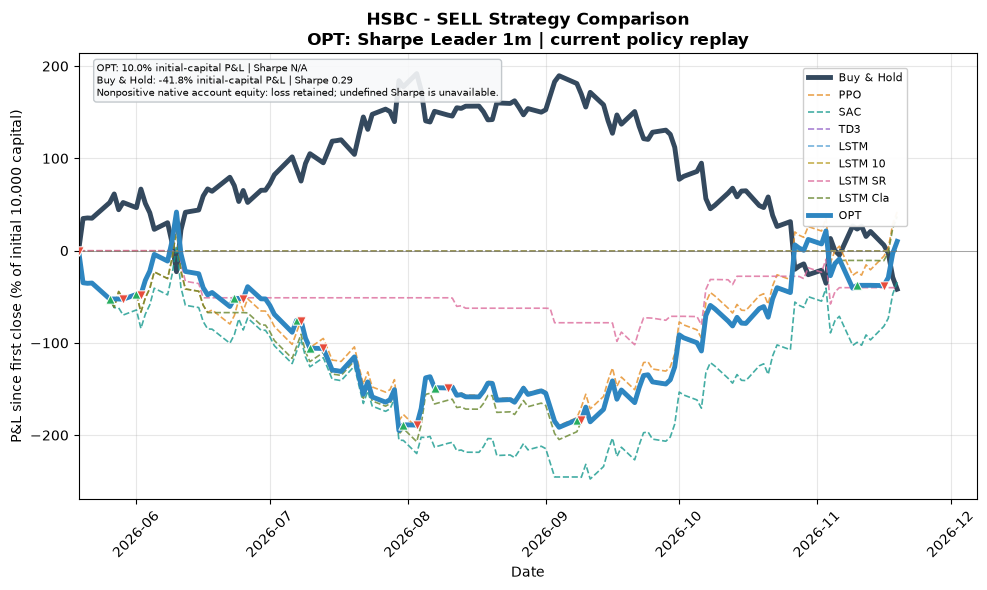 HSBC - SELL Strategy Comparison
OPT: Sharpe Leader 1m | current policy replay
OPT: 10.0% initial-capital P&L | Sharpe N/A
Buy & Hold: -41.8% initial-capital P&L | Sharpe 0.29
Nonpositive native account equity: loss retained; undefined Sharpe is unavailable.
Buy & Hold
PPO
SAC
TD3
LSTM
LSTM 10
LSTM SR
LSTM Cla
OPT
P&L since first close (% of initial 10,000 capital)
200
100
0
−100
−200
2026-06
2026-07
2026-08
2026-09
2026-10
2026-11
2026-12
Date